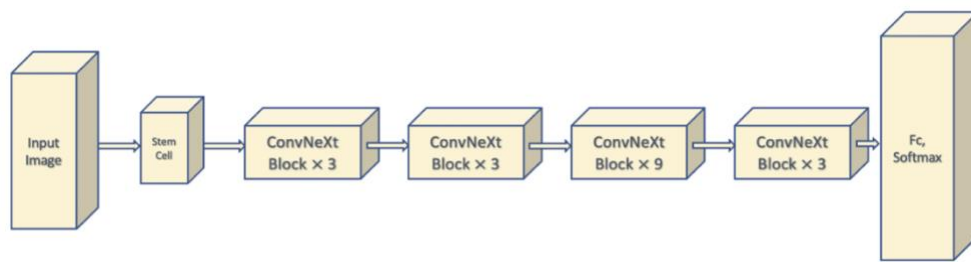 Input
Image
Stem
Cell
ConvNeXt
Block × 3
ConvNeXt
Block × 3
ConvNeXt
Block × 9
ConvNeXt
Block × 3
Fc,
Softmax